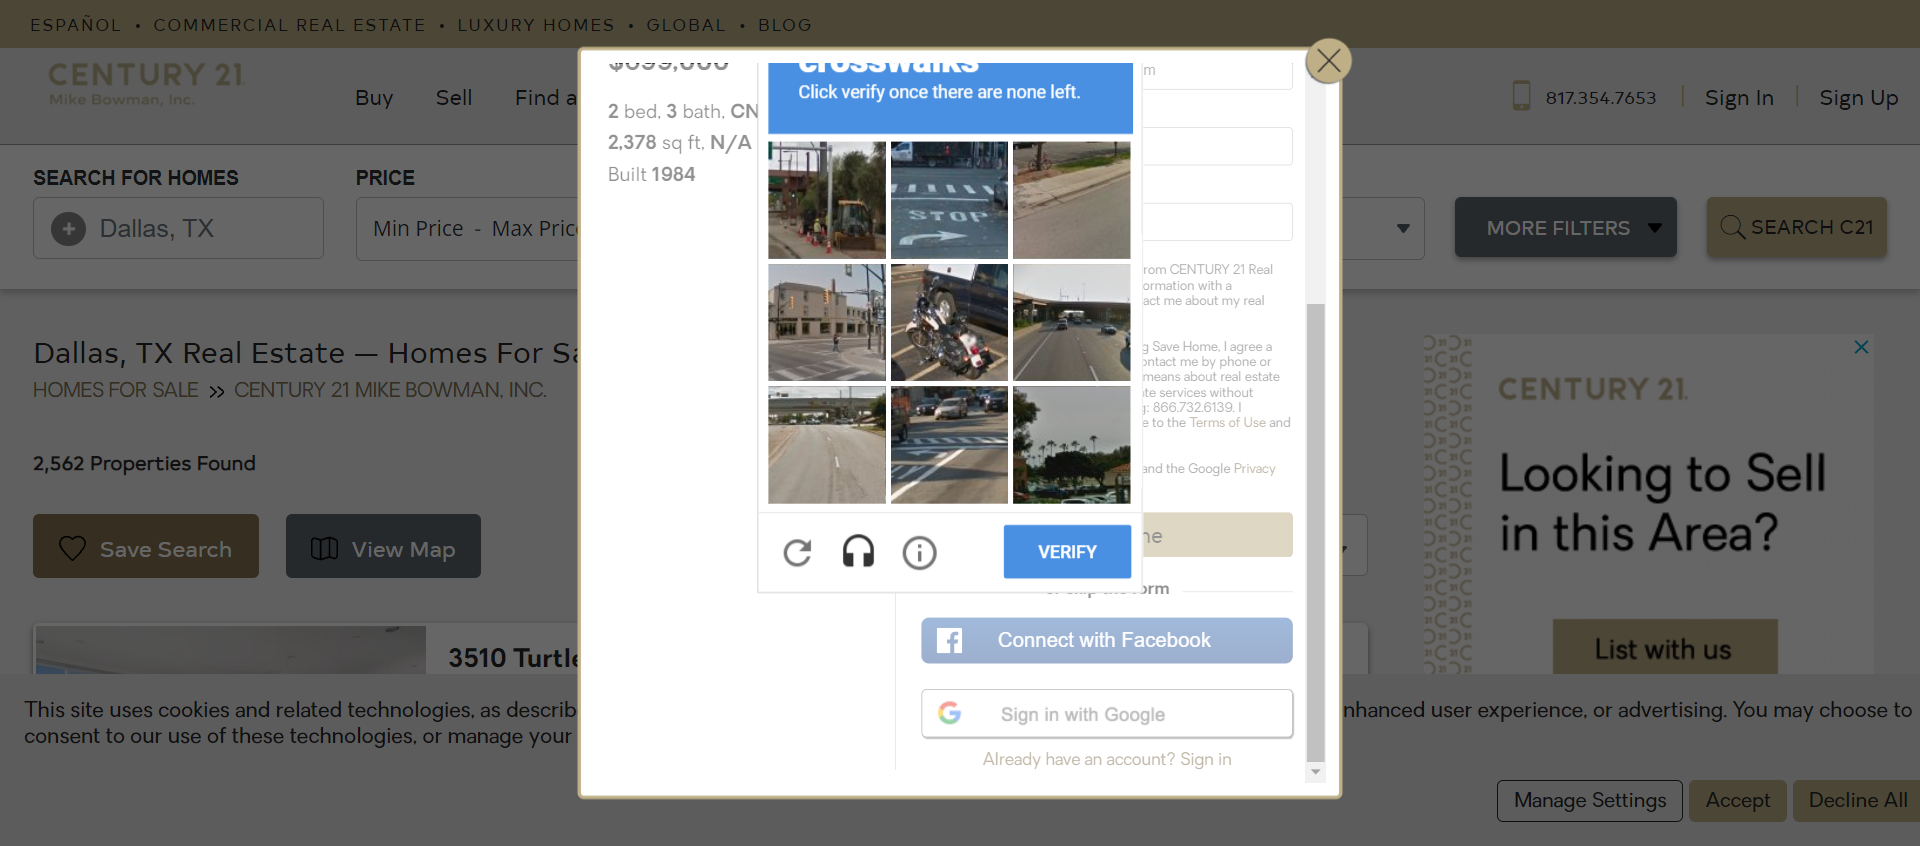 ESPAÑOL • COMMERCIAL REAL ESTATE • LUXURY HOMES • GLOBAL • BLOG
CENTURY 21.
Mike Bowman, Inc.
Buy Sell Find a
817.354.7653 Sign In Sign Up
SEARCH FOR HOMES
Dallas, TX
PRICE
Min Price - Max Pric
MORE FILTERS
SEARCH C21
Dallas, TX Real Estate — Homes For Sa
HOMES FOR SALE » CENTURY 21 MIKE BOWMAN, INC.
2,562 Properties Found
Save Search
View Map
3510 Turtle
$699,000
2 bed, 3 bath, CN
2,378 sq ft, N/A
Built 1984
crosswalks
Click verify once there are none left.
STOP
VERIFY
m
rom CENTURY 21 Real
ormation with a
act me about my real
g Save Home, I agree a
ontact me by phone or
means about real estate
te services without
g: 866.732.6139. I
e to the Terms of Use and
and the Google Privacy
ne
or skip the form
Connect with Facebook
Sign in with Google
Already have an account? Sign in
CENTURY 21.
Looking to Sell
in this Area?
List with us
This site uses cookies and related technologies, as describe
nhanced user experience, or advertising. You may choose to
consent to our use of these technologies, or manage your
Manage Settings
Accept
Decline All